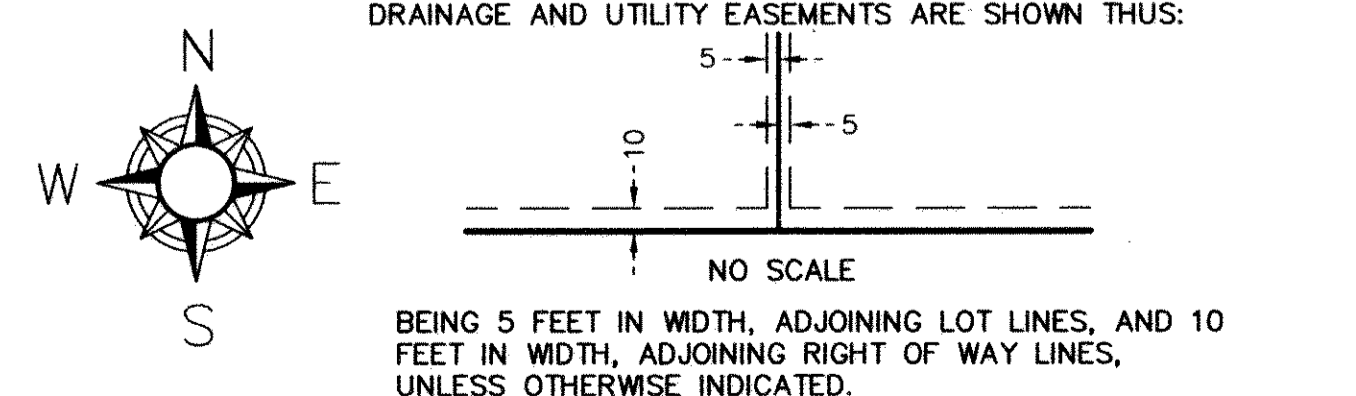 DRAINAGE AND UTILITY EASEMENTS ARE SHOWN THUS:
N
W
E
S
5
5
10
NO SCALE
BEING 5 FEET IN WIDTH, ADJOINING LOT LINES, AND 10
FEET IN WIDTH, ADJOINING RIGHT OF WAY LINES,
UNLESS OTHERWISE INDICATED.